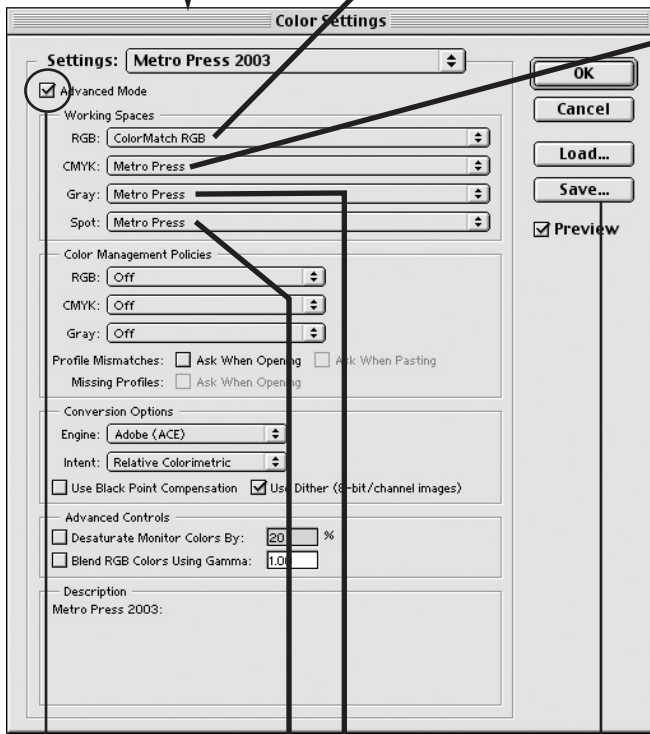 Color Settings
Settings: Metro Press 2003
OK
Advanced Mode
Cancel
Working Spaces
RGB: ColorMatch RGB
Load...
CMYK: Metro Press
Save...
Gray: Metro Press
Spot: Metro Press
Preview
Color Management Policies
RGB: Off
CMYK: Off
Gray: Off
Profile Mismatches: Ask When Opening Ask When Pasting
Missing Profiles: Ask When Opening
Conversion Options
Engine: Adobe (ACE)
Intent: Relative Colorimetric
Use Black Point Compensation Use Dither (8-bit/channel images)
Advanced Controls
Desaturate Monitor Colors By: 20 %
Blend RGB Colors Using Gamma: 1.00
Description
Metro Press 2003: